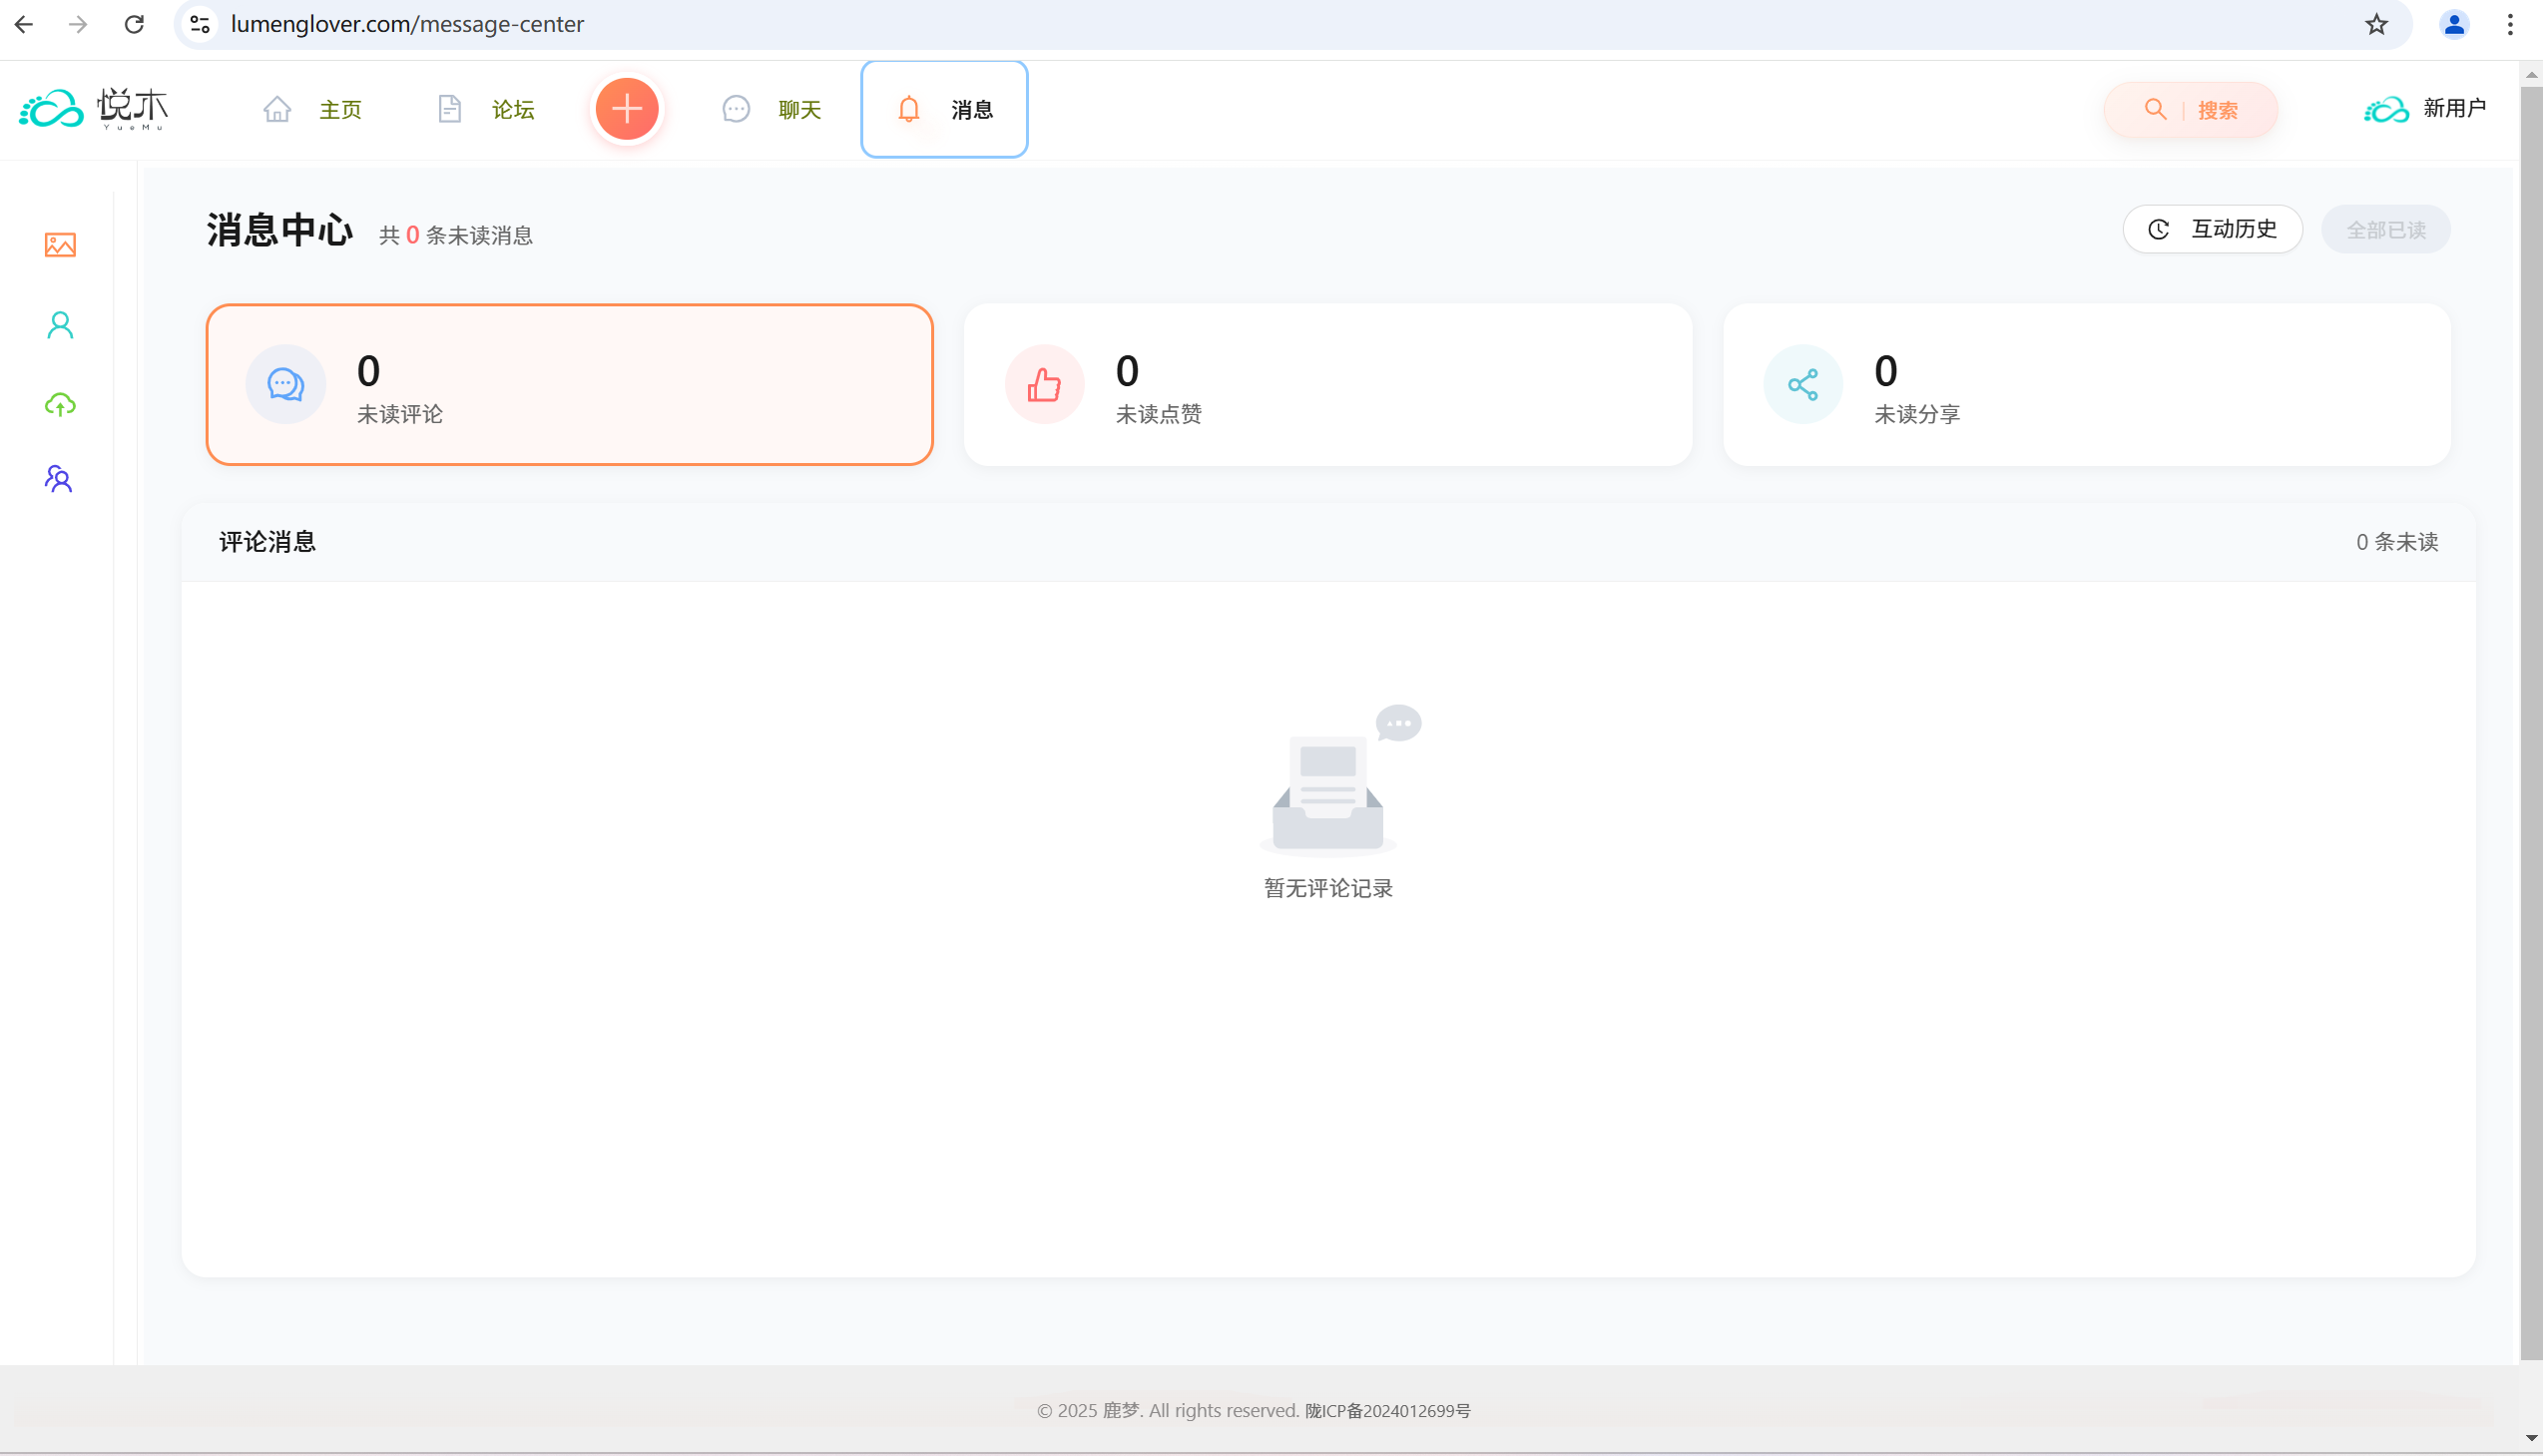 lumenglover.com/message-center
悦木
YueMu
主页
论坛
聊天
消息
搜索
新用户
消息中心
共 0 条未读消息
互动历史
全部已读
0
未读评论
0
未读点赞
0
未读分享
评论消息
0 条未读
暂无评论记录
© 2025 鹿梦. All rights reserved. 陇ICP备2024012699号